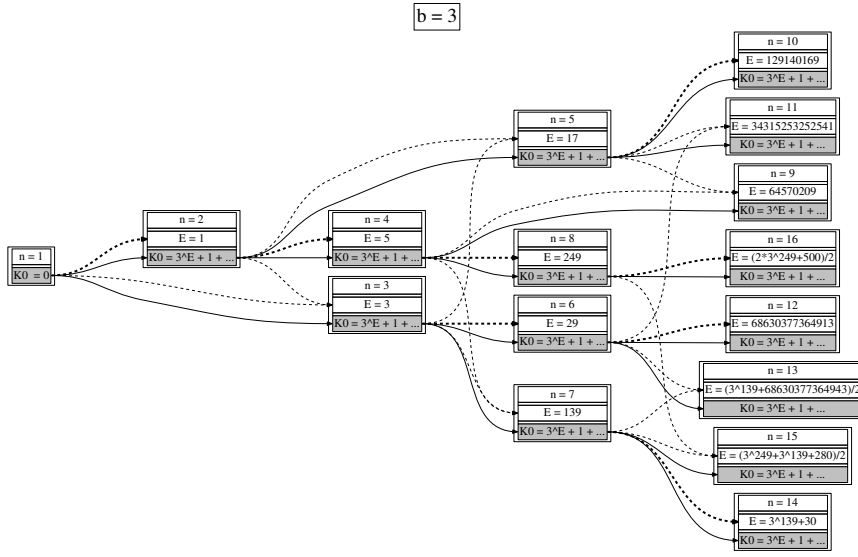 b = 3
n = 1
K0 = 0
n = 2
E = 1
K0 = 3^E + 1 + ...
n = 4
E = 5
K0 = 3^E + 1 + ...
n = 3
E = 3
K0 = 3^E + 1 + ...
n = 5
E = 17
K0 = 3^E + 1 + ...
n = 8
E = 249
K0 = 3^E + 1 + ...
n = 6
E = 29
K0 = 3^E + 1 + ...
n = 7
E = 139
K0 = 3^E + 1 + ...
n = 10
E = 129140169
K0 = 3^E + 1 + ...
n = 11
E = 34315253252541
K0 = 3^E + 1 + ...
n = 9
E = 64570209
K0 = 3^E + 1 + ...
n = 16
E = (2*3^249+500)/2
K0 = 3^E + 1 + ...
n = 12
E = 68630377364913
K0 = 3^E + 1 + ...
n = 13
E = (3^139+68630377364943)/2
K0 = 3^E + 1 + ...
n = 15
E = (3^249+3^139+280)/2
K0 = 3^E + 1 + ...
n = 14
E = 3^139+30
K0 = 3^E + 1 + ...